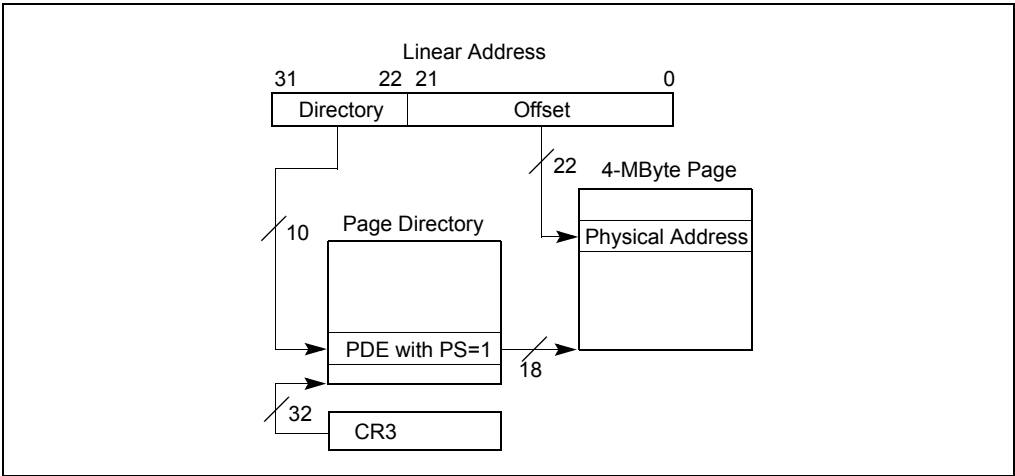 Linear Address
31 22 21 0
Directory Offset
22
4-MByte Page
10
Page Directory
Physical Address
PDE with PS=1
18
32
CR3